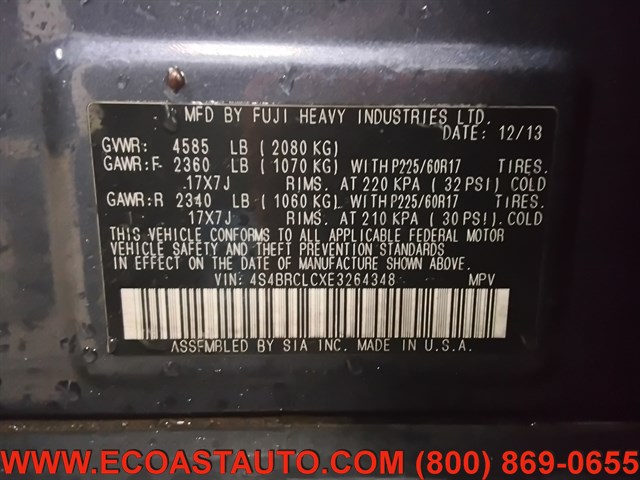 MFD BY FUJI HEAVY INDUSTRIES LTD.
DATE: 12/13
GVWR: 4585 LB (2080 KG)
GAWR:F- 2360 LB (1070 KG) WITH P225/60R17 TIRES.
17X7J RIMS. AT 220 KPA (32 PSI) COLD
GAWR:R 2340 LB (1060 KG) WITH P225/60R17 TIRES.
17X7J RIMS. AT 210 KPA (30 PSI). COLD
THIS VEHICLE CONFORMS TO ALL APPLICABLE FEDERAL MOTOR
VEHICLE SAFETY AND THEFT PREVENTION STANDARDS
IN EFFECT ON THE DATE OF MANUFACTURE SHOWN ABOVE.
VIN: 4S4BRCLCXE3264348 MPV
ASSEMBLED BY SIA INC. MADE IN U.S.A.
WWW.ECOASTAUTO.COM (800) 869-0655